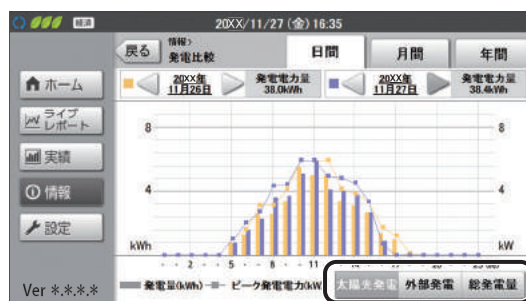 経済 20XX/11/27 (金) 16:35
戻る 情報> 発電比較 日間 月間 年間
20XX年 11月26日 発電電力量 38.0kWh 20XX年 11月27日 発電電力量 38.4kWh
ホーム
ライブ
レポート
実績
情報
設定
8 8
4 4
kWh kW
2 5 8 11 14
発電量(kWh) ピーク発電電力(kW 太陽光発電 外部発電 総発電量
Ver *.*.*.*